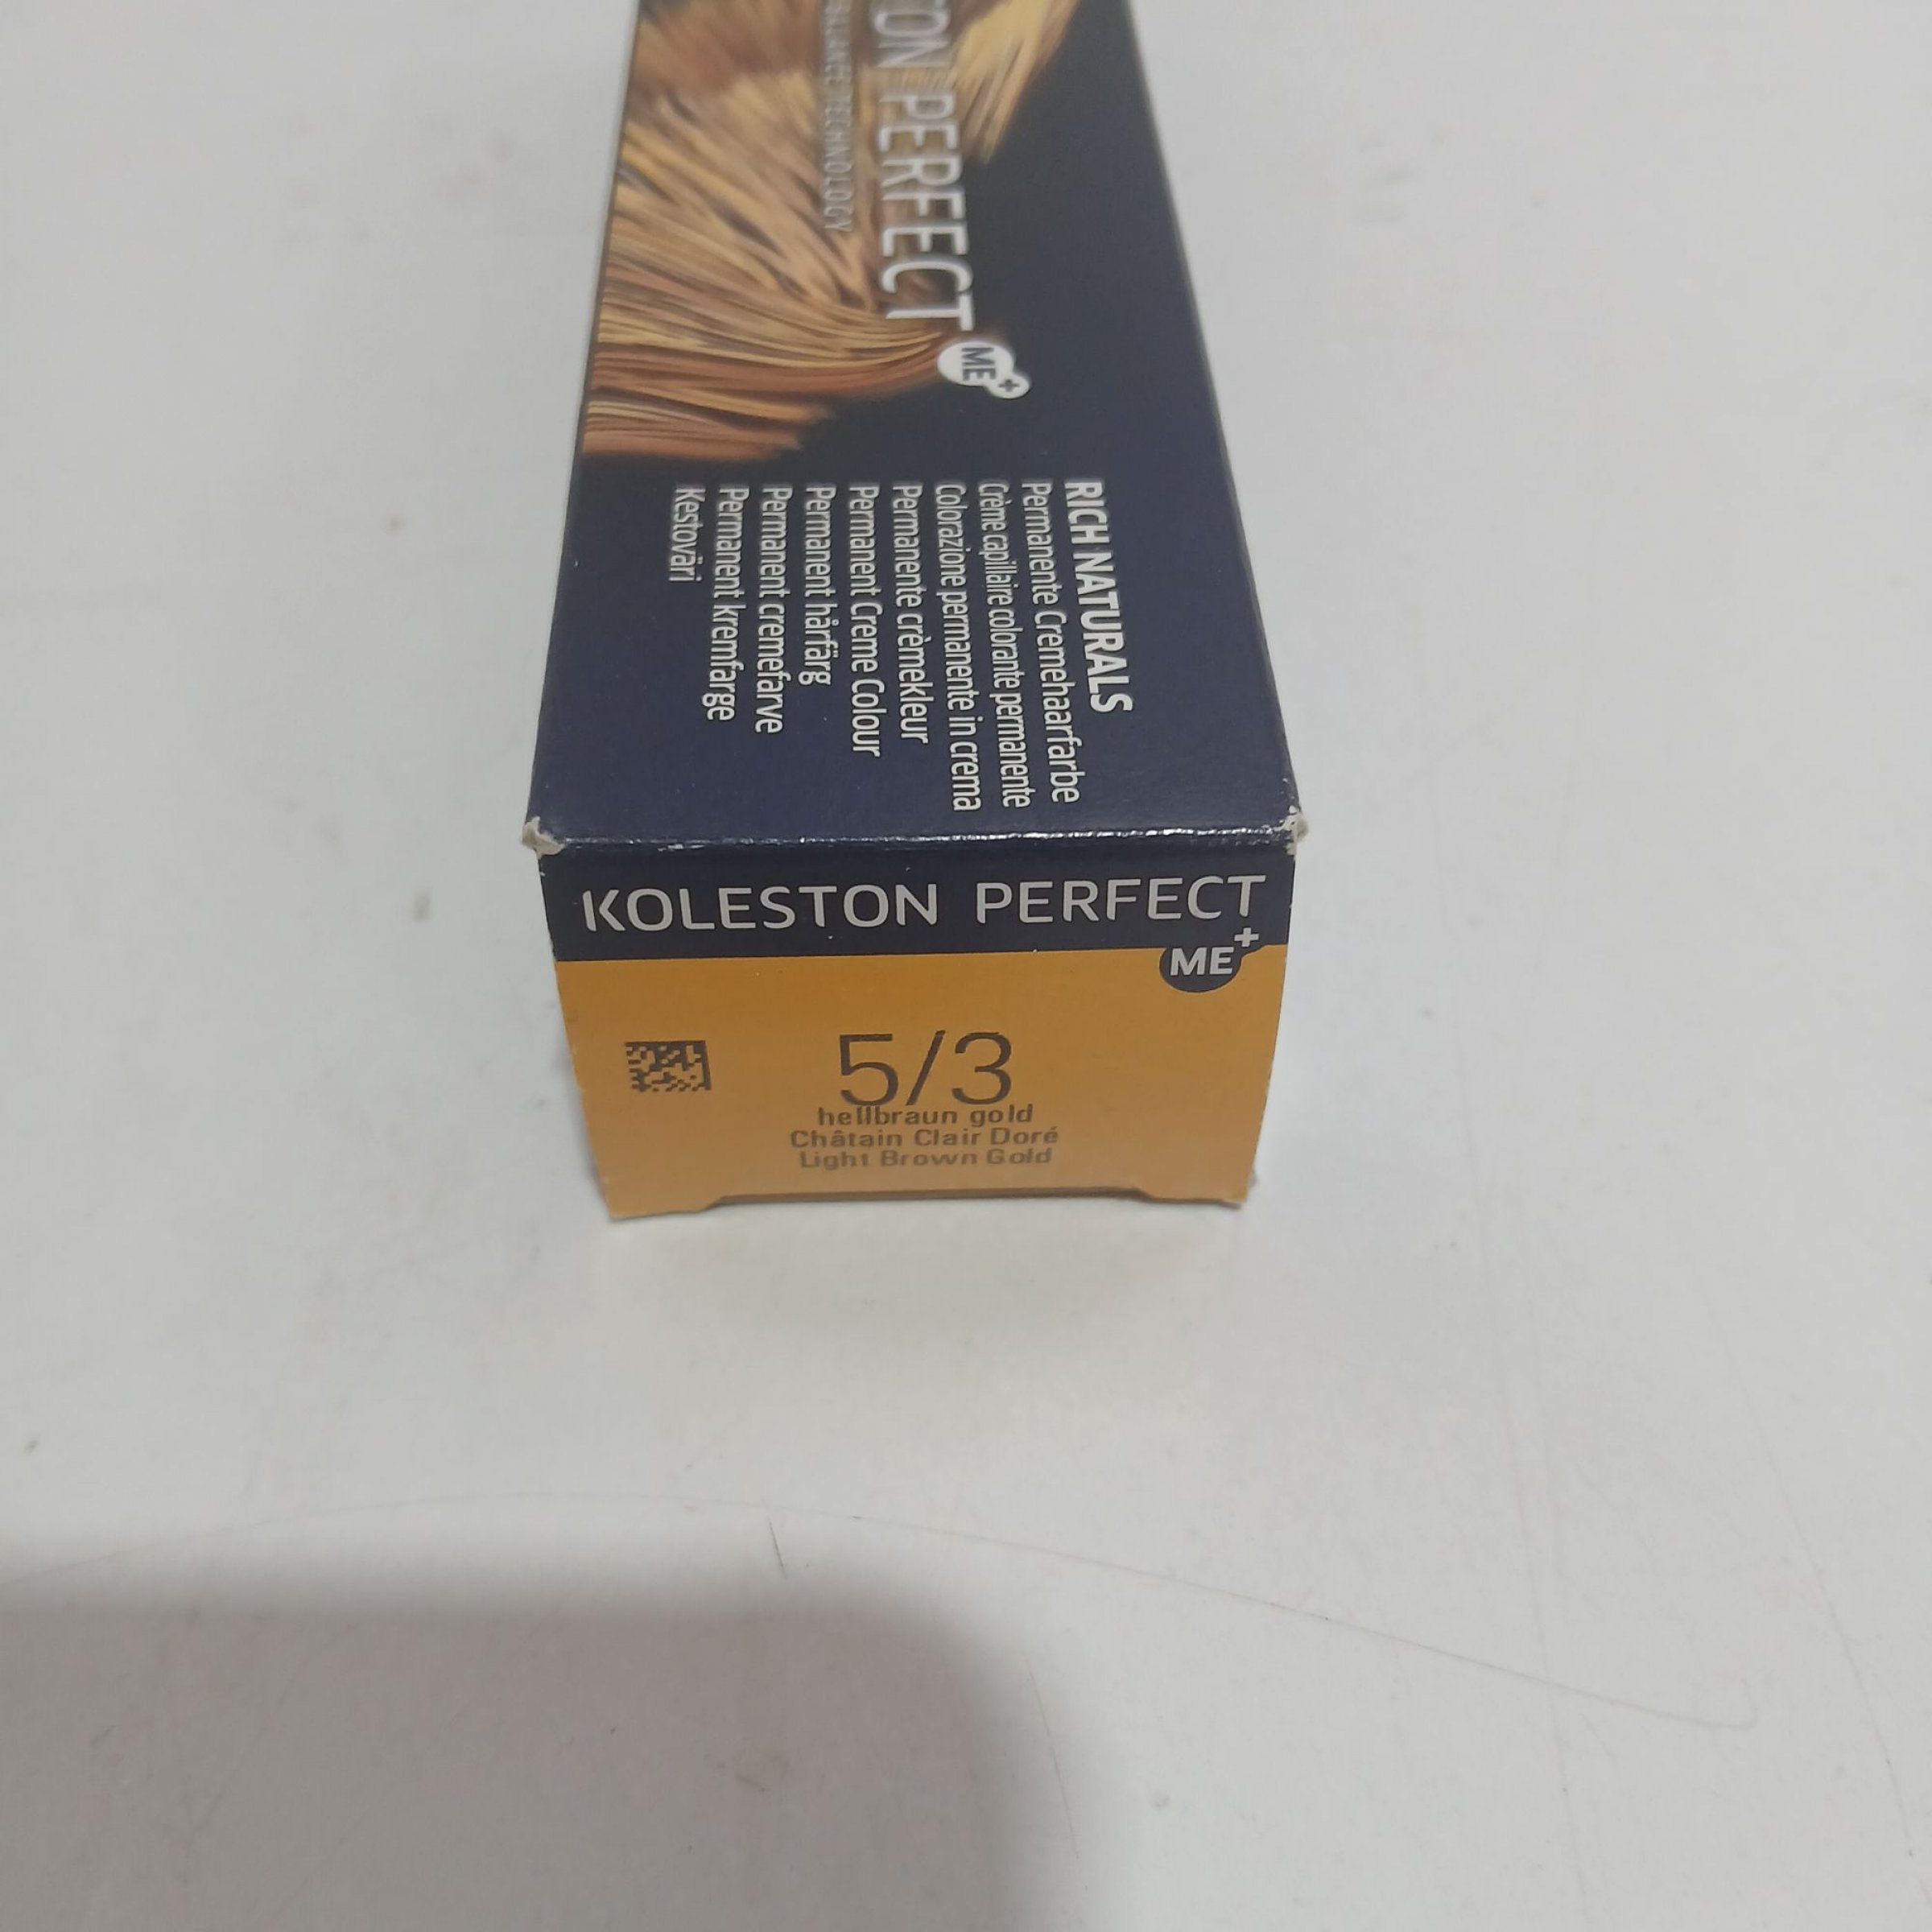 PERFECT
BALANCE TECHNOLOGY
ME+
RICH NATURALS
Permanente Cremehaarfarbe
Crème capillaire colorante permanente
Colorazione permanente in crema
Permanente crèmekleur
Permanent Creme Colour
Permanent hårfärg
Permanent cremefarve
Permanent kremfarge
Kestoväri
KOLESTON PERFECT
ME+
5/3
hellbraun gold
Châtain Clair Doré
Light Brown Gold